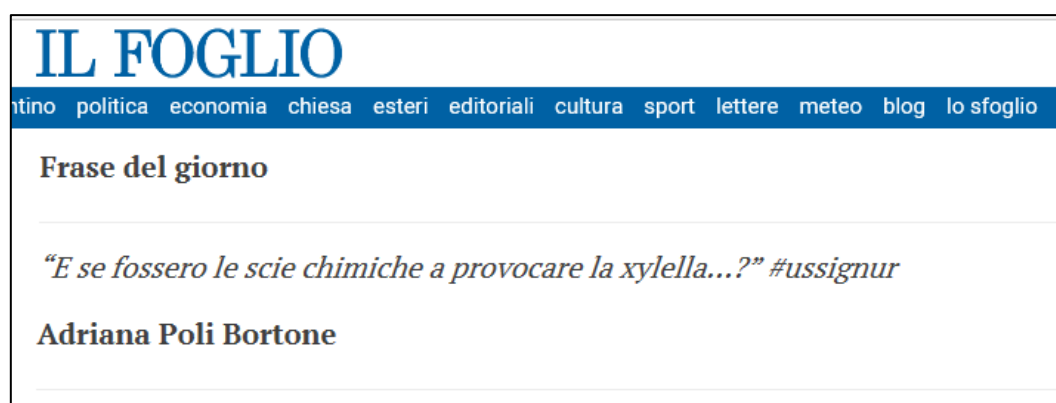 IL FOGLIO
ntino politica economia chiesa esteri editoriali cultura sport lettere meteo blog lo sfoglio
Frase del giorno
“E se fossero le scie chimiche a provocare la xylella...?” #ussignur
Adriana Poli Bortone